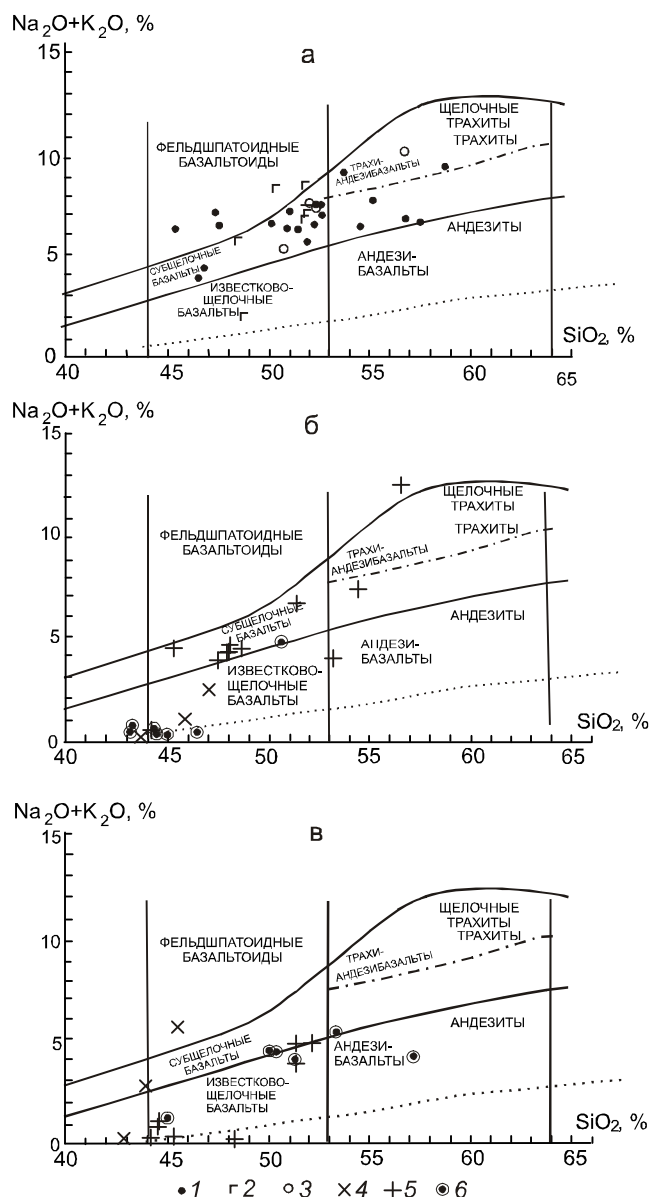 Na2O+K2O, %
а
15
ЩЕЛОЧНЫЕ
ТРАХИТЫ
ФЕЛЬДШПАТОИДНЫЕ
БАЗАЛЬТОИДЫ
ТРАХИТЫ
10
ТРАХИ-
АНДЕЗИБАЗАЛЬТЫ
АНДЕЗИТЫ
5
СУБЩЕЛОЧНЫЕ
БАЗАЛЬТЫ
АНДЕЗИ-
БАЗАЛЬТЫ
ИЗВЕСТКОВО-
ЩЕЛОЧНЫЕ
БАЗАЛЬТЫ
SiO2, %
0
40 45 50 55 60 65
Na2O+K2O, %
б
15
ЩЕЛОЧНЫЕ
ТРАХИТЫ
ФЕЛЬДШПАТОИДНЫЕ
БАЗАЛЬТОИДЫ
ТРАХИТЫ
10
ТРАХИ-
АНДЕЗИБАЗАЛЬТЫ
СУБЩЕЛОЧНЫЕ
БАЗАЛЬТЫ
АНДЕЗИТЫ
5
АНДЕЗИ-
БАЗАЛЬТЫ
ИЗВЕСТКОВО-
ЩЕЛОЧНЫЕ
БАЗАЛЬТЫ
SiO2, %
0
40 45 50 55 60 65
Na2O+K2O, %
в
15
ЩЕЛОЧНЫЕ
ТРАХИТЫ
ТРАХИТЫ
ФЕЛЬДШПАТОИДНЫЕ
БАЗАЛЬТОИДЫ
10
ТРАХИ-
АНДЕЗИБАЗАЛЬТЫ
АНДЕЗИТЫ
5
СУБЩЕЛОЧНЫЕ
БАЗАЛЬТЫ
АНДЕЗИ-
БАЗАЛЬТЫ
ИЗВЕСТКОВО-
ЩЕЛОЧНЫЕ
БАЗАЛЬТЫ
SiO2, %
0
40 45 50 55 60 65
1 2 3 4 5 6